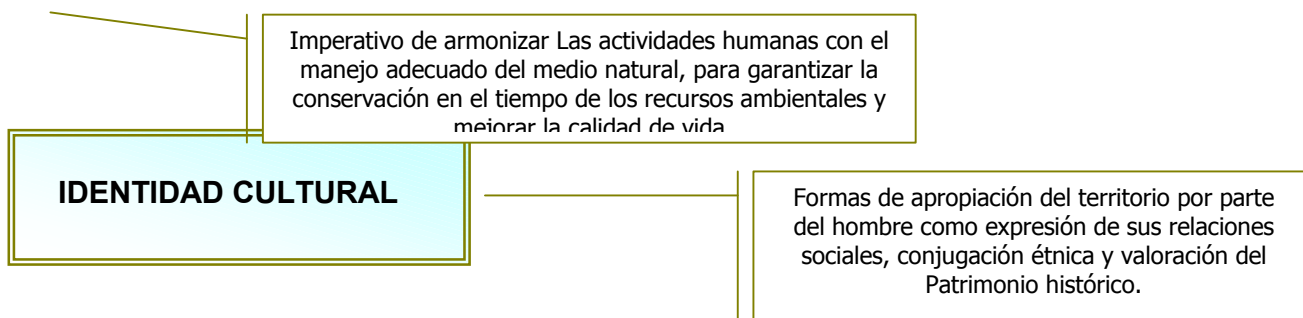 Imperativo de armonizar Las actividades humanas con el
manejo adecuado del medio natural, para garantizar la
conservación en el tiempo de los recursos ambientales y
mejorar la calidad de vida
IDENTIDAD CULTURAL
Formas de apropiación del territorio por parte
del hombre como expresión de sus relaciones
sociales, conjugación étnica y valoración del
Patrimonio histórico.